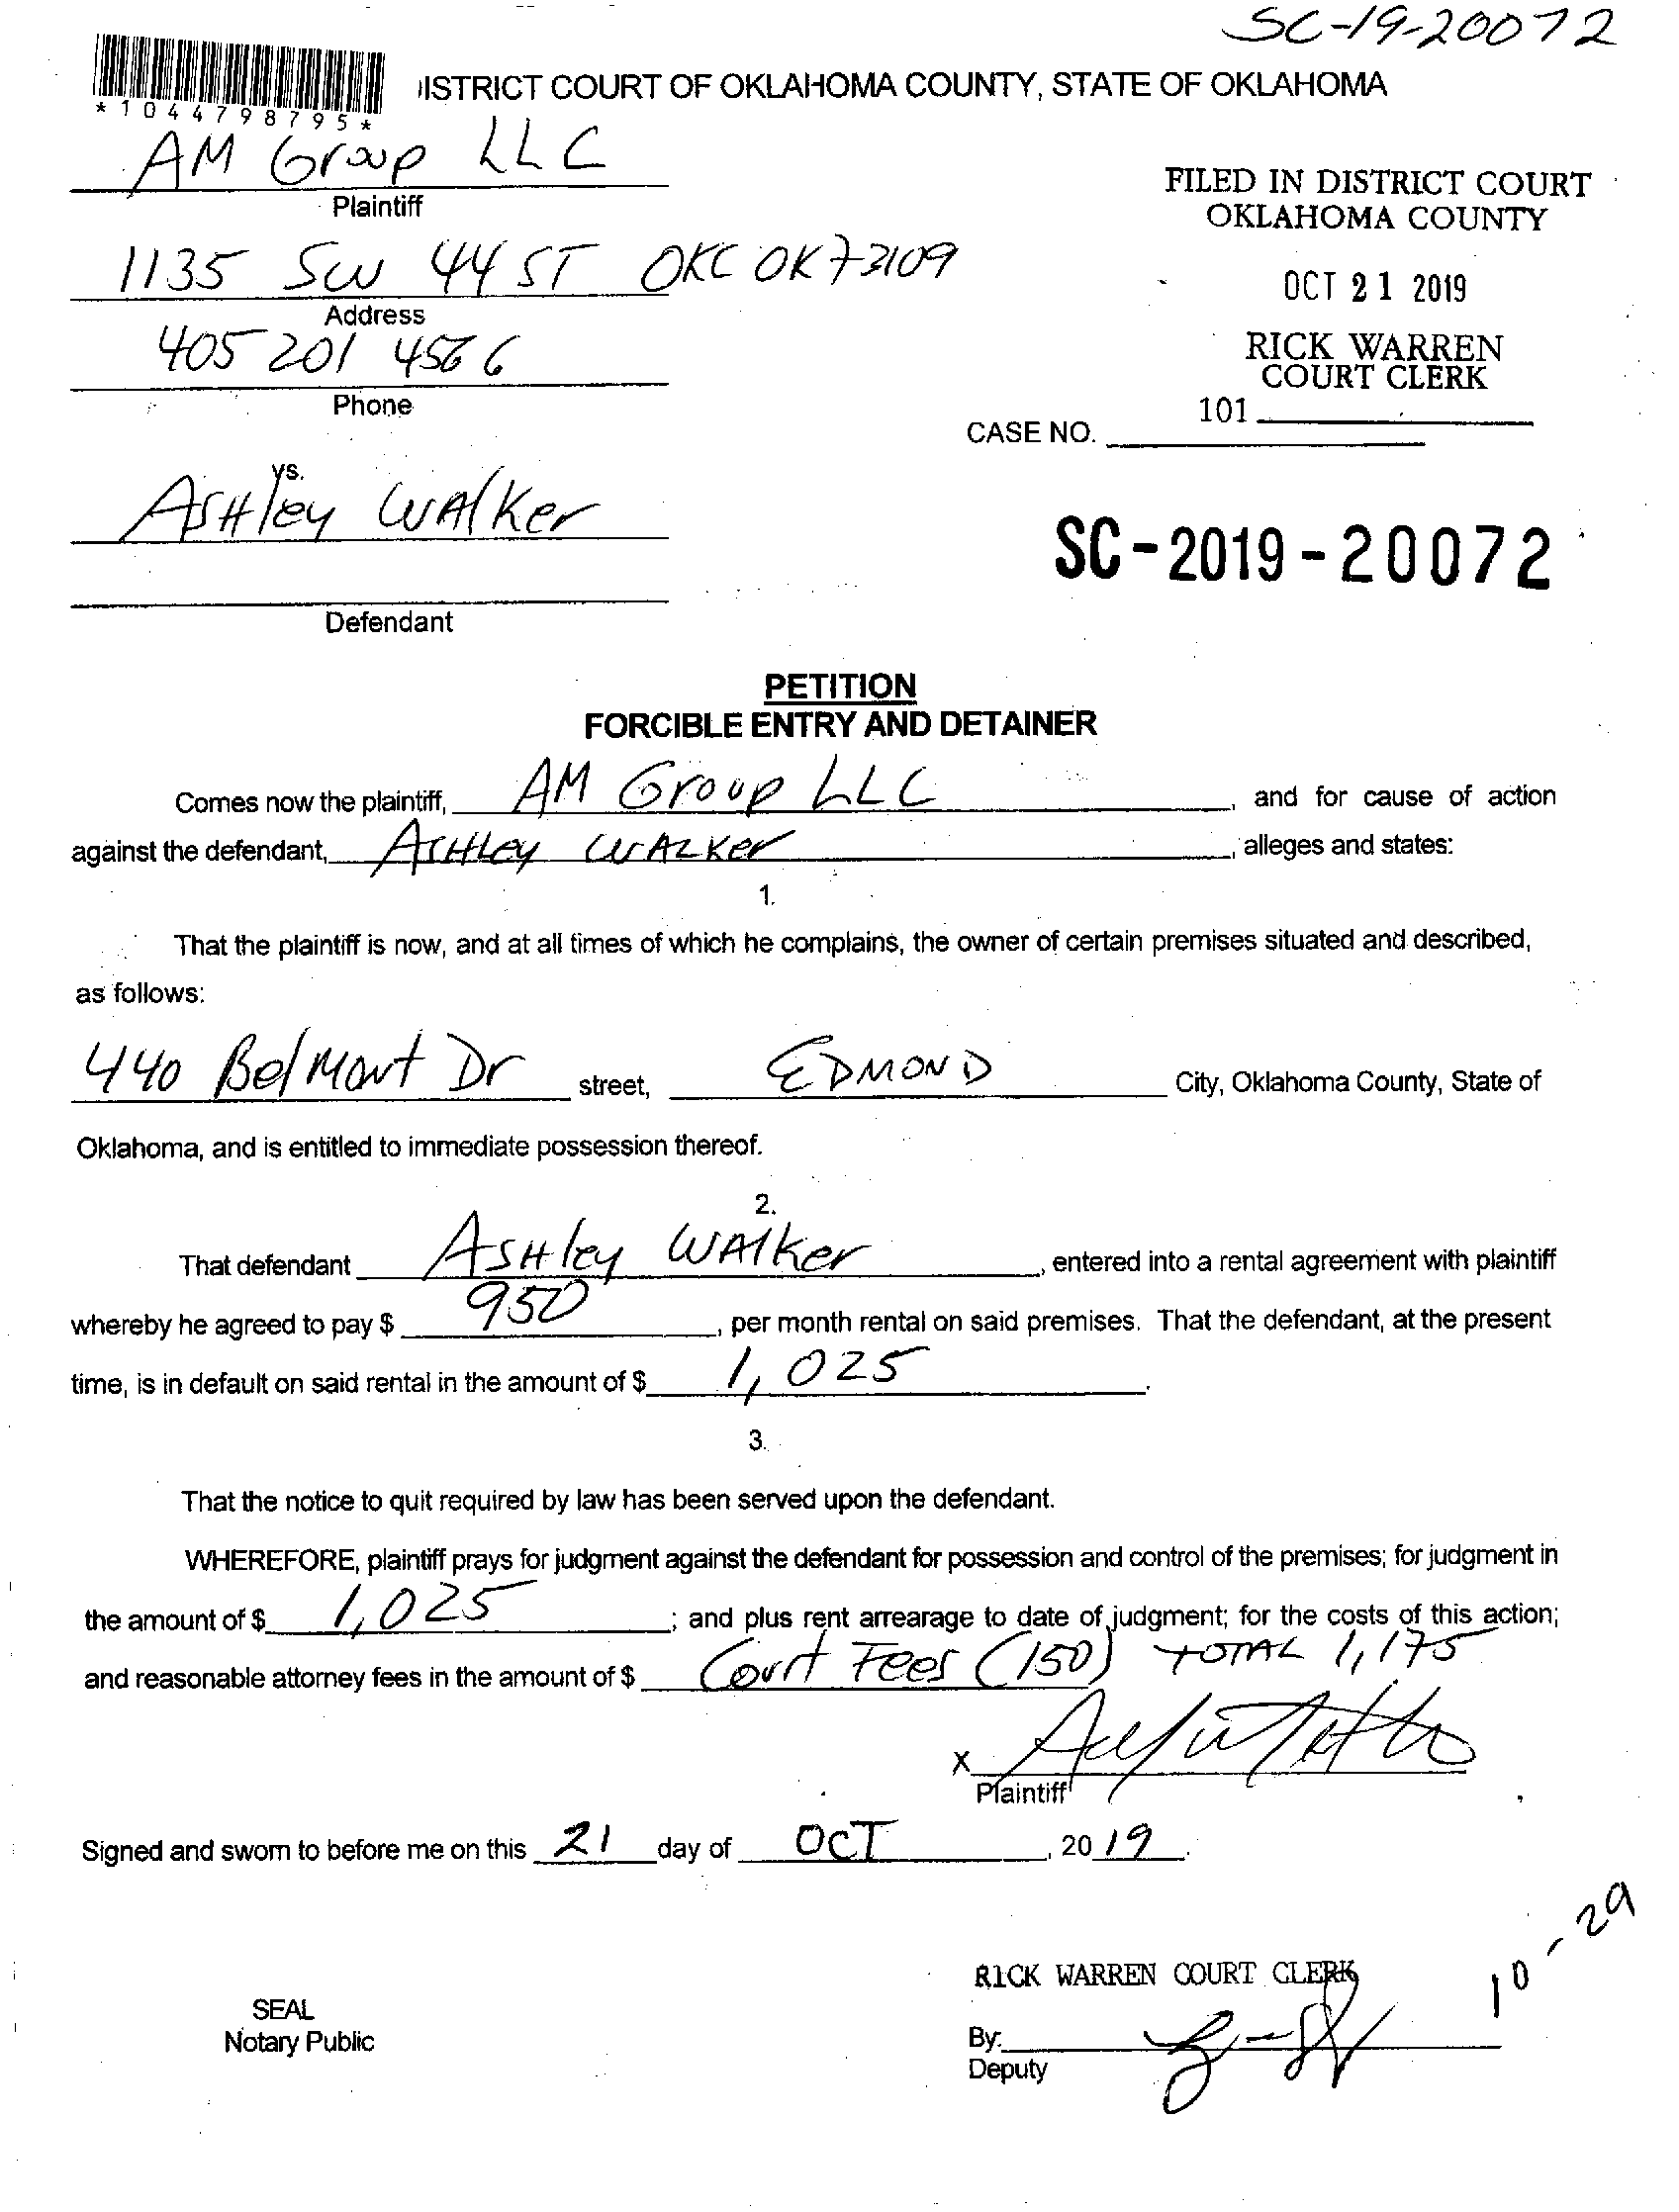 SC-19-20072
ISTRICT COURT OF OKLAHOMA COUNTY, STATE OF OKLAHOMA
*1044798795*
AM Group LLC
Plaintiff
FILED IN DISTRICT COURT
OKLAHOMA COUNTY
1135 SW 44 ST OKC OK 73109
Address
OCT 21 2019
405 201 4566
Phone
RICK WARREN
COURT CLERK
101
CASE NO.
vs.
ASHley WAlker
SC-2019-20072
Defendant
PETITION
FORCIBLE ENTRY AND DETAINER
Comes now the plaintiff, AM Group LLC, and for cause of action
against the defendant, ASHLey WALKer, alleges and states:
1.
That the plaintiff is now, and at all times of which he complains, the owner of certain premises situated and described,
as follows:
440 BelMont Dr street, EDMOND City, Oklahoma County, State of
Oklahoma, and is entitled to immediate possession thereof.
2.
That defendant ASHley WAlker, entered into a rental agreement with plaintiff
whereby he agreed to pay $ 950, per month rental on said premises. That the defendant, at the present
time, is in default on said rental in the amount of $ 1,025.
3.
That the notice to quit required by law has been served upon the defendant.
WHEREFORE, plaintiff prays for judgment against the defendant for possession and control of the premises; for judgment in
the amount of $ 1,025; and plus rent arrearage to date of judgment; for the costs of this action;
and reasonable attorney fees in the amount of $ Court Fees (150) TOTAL 1,175
X
Plaintiff
Signed and sworn to before me on this 21 day of OCT, 20 19.
10-29
RICK WARREN COURT CLERK
SEAL
Notary Public
By:
Deputy